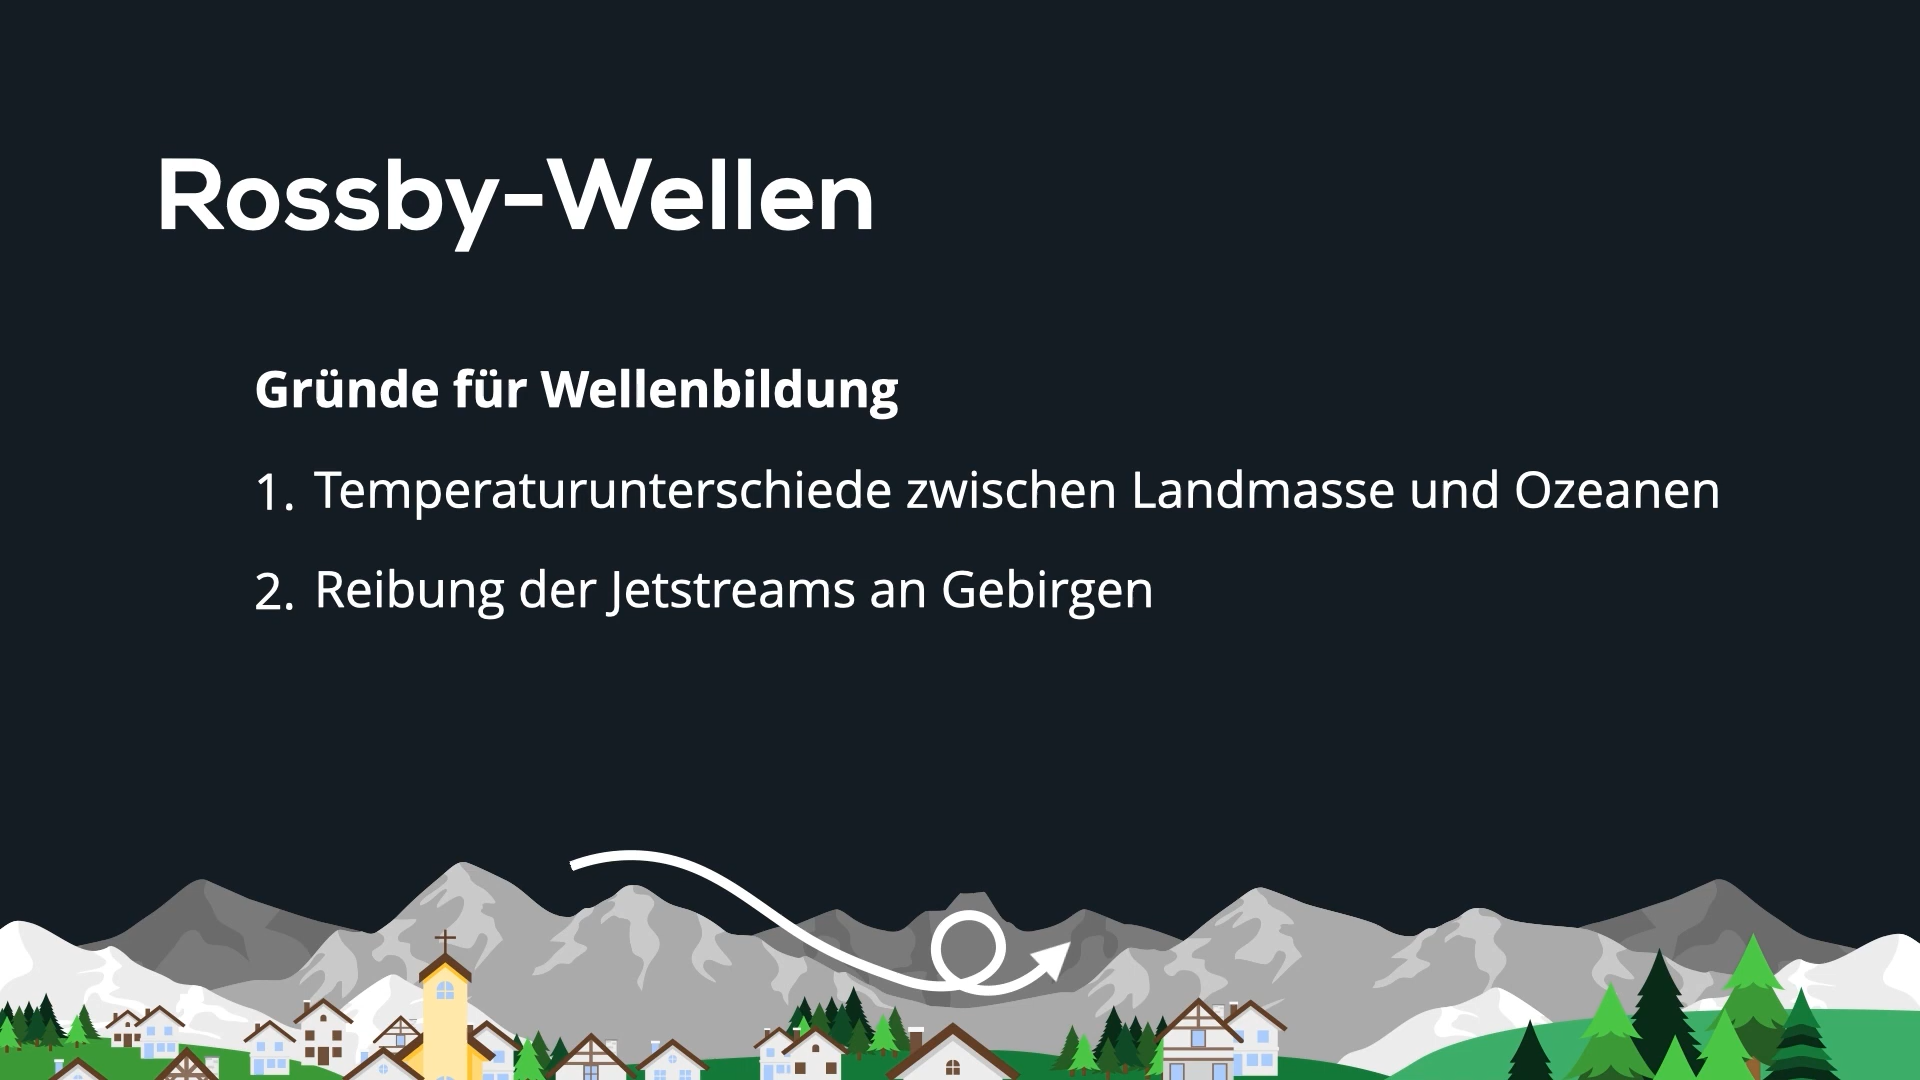 Rossby-Wellen
Gründe für Wellenbildung
1. Temperaturunterschiede zwischen Landmasse und Ozeanen
2. Reibung der Jetstreams an Gebirgen